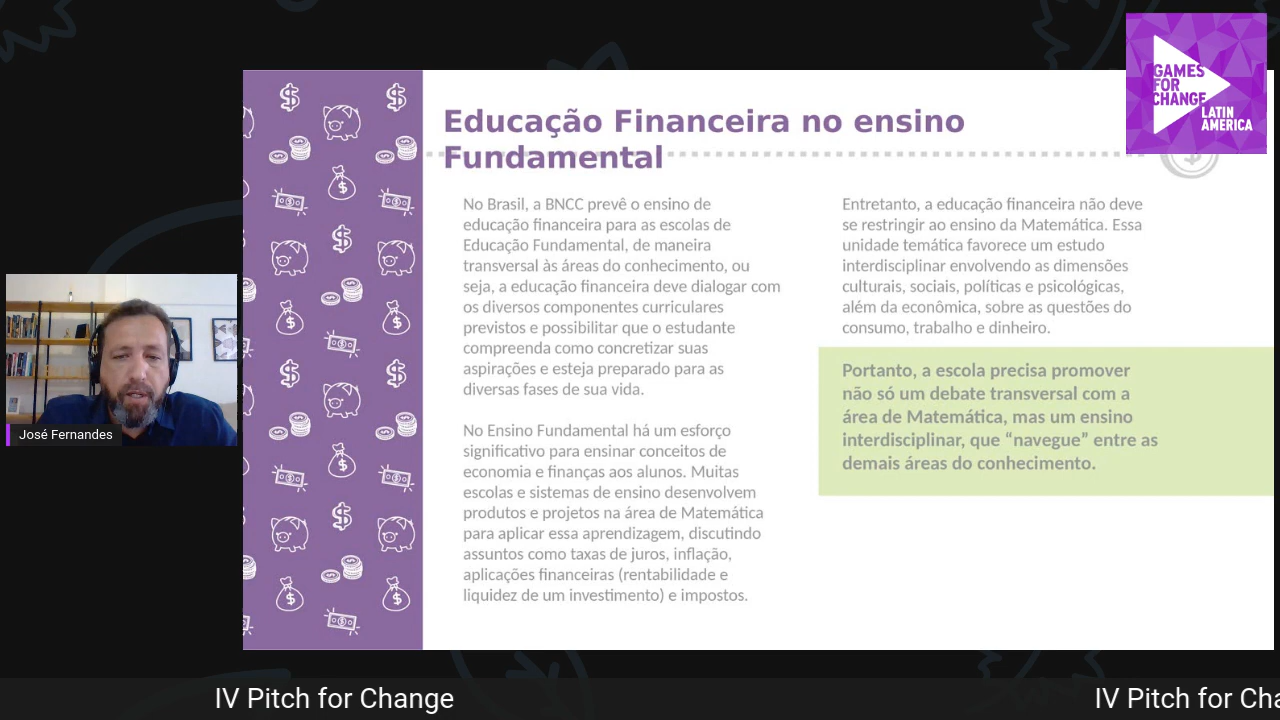 GAMES
FOR
CHANGE
LATIN
AMERICA
Educação Financeira no ensino
Fundamental
No Brasil, a BNCC prevê o ensino de
educação financeira para as escolas de
Educação Fundamental, de maneira
transversal às áreas do conhecimento, ou
seja, a educação financeira deve dialogar com
os diversos componentes curriculares
previstos e possibilitar que o estudante
compreenda como concretizar suas
aspirações e esteja preparado para as
diversas fases de sua vida.
No Ensino Fundamental há um esforço
significativo para ensinar conceitos de
economia e finanças aos alunos. Muitas
escolas e sistemas de ensino desenvolvem
produtos e projetos na área de Matemática
para aplicar essa aprendizagem, discutindo
assuntos como taxas de juros, inflação,
aplicações financeiras (rentabilidade e
liquidez de um investimento) e impostos.
Entretanto, a educação financeira não deve
se restringir ao ensino da Matemática. Essa
unidade temática favorece um estudo
interdisciplinar envolvendo as dimensões
culturais, sociais, políticas e psicológicas,
além da econômica, sobre as questões do
consumo, trabalho e dinheiro.
Portanto, a escola precisa promover
não só um debate transversal com a
área de Matemática, mas um ensino
interdisciplinar, que “navegue” entre as
demais áreas do conhecimento.
José Fernandes
IV Pitch for Change
IV Pitch for Cha